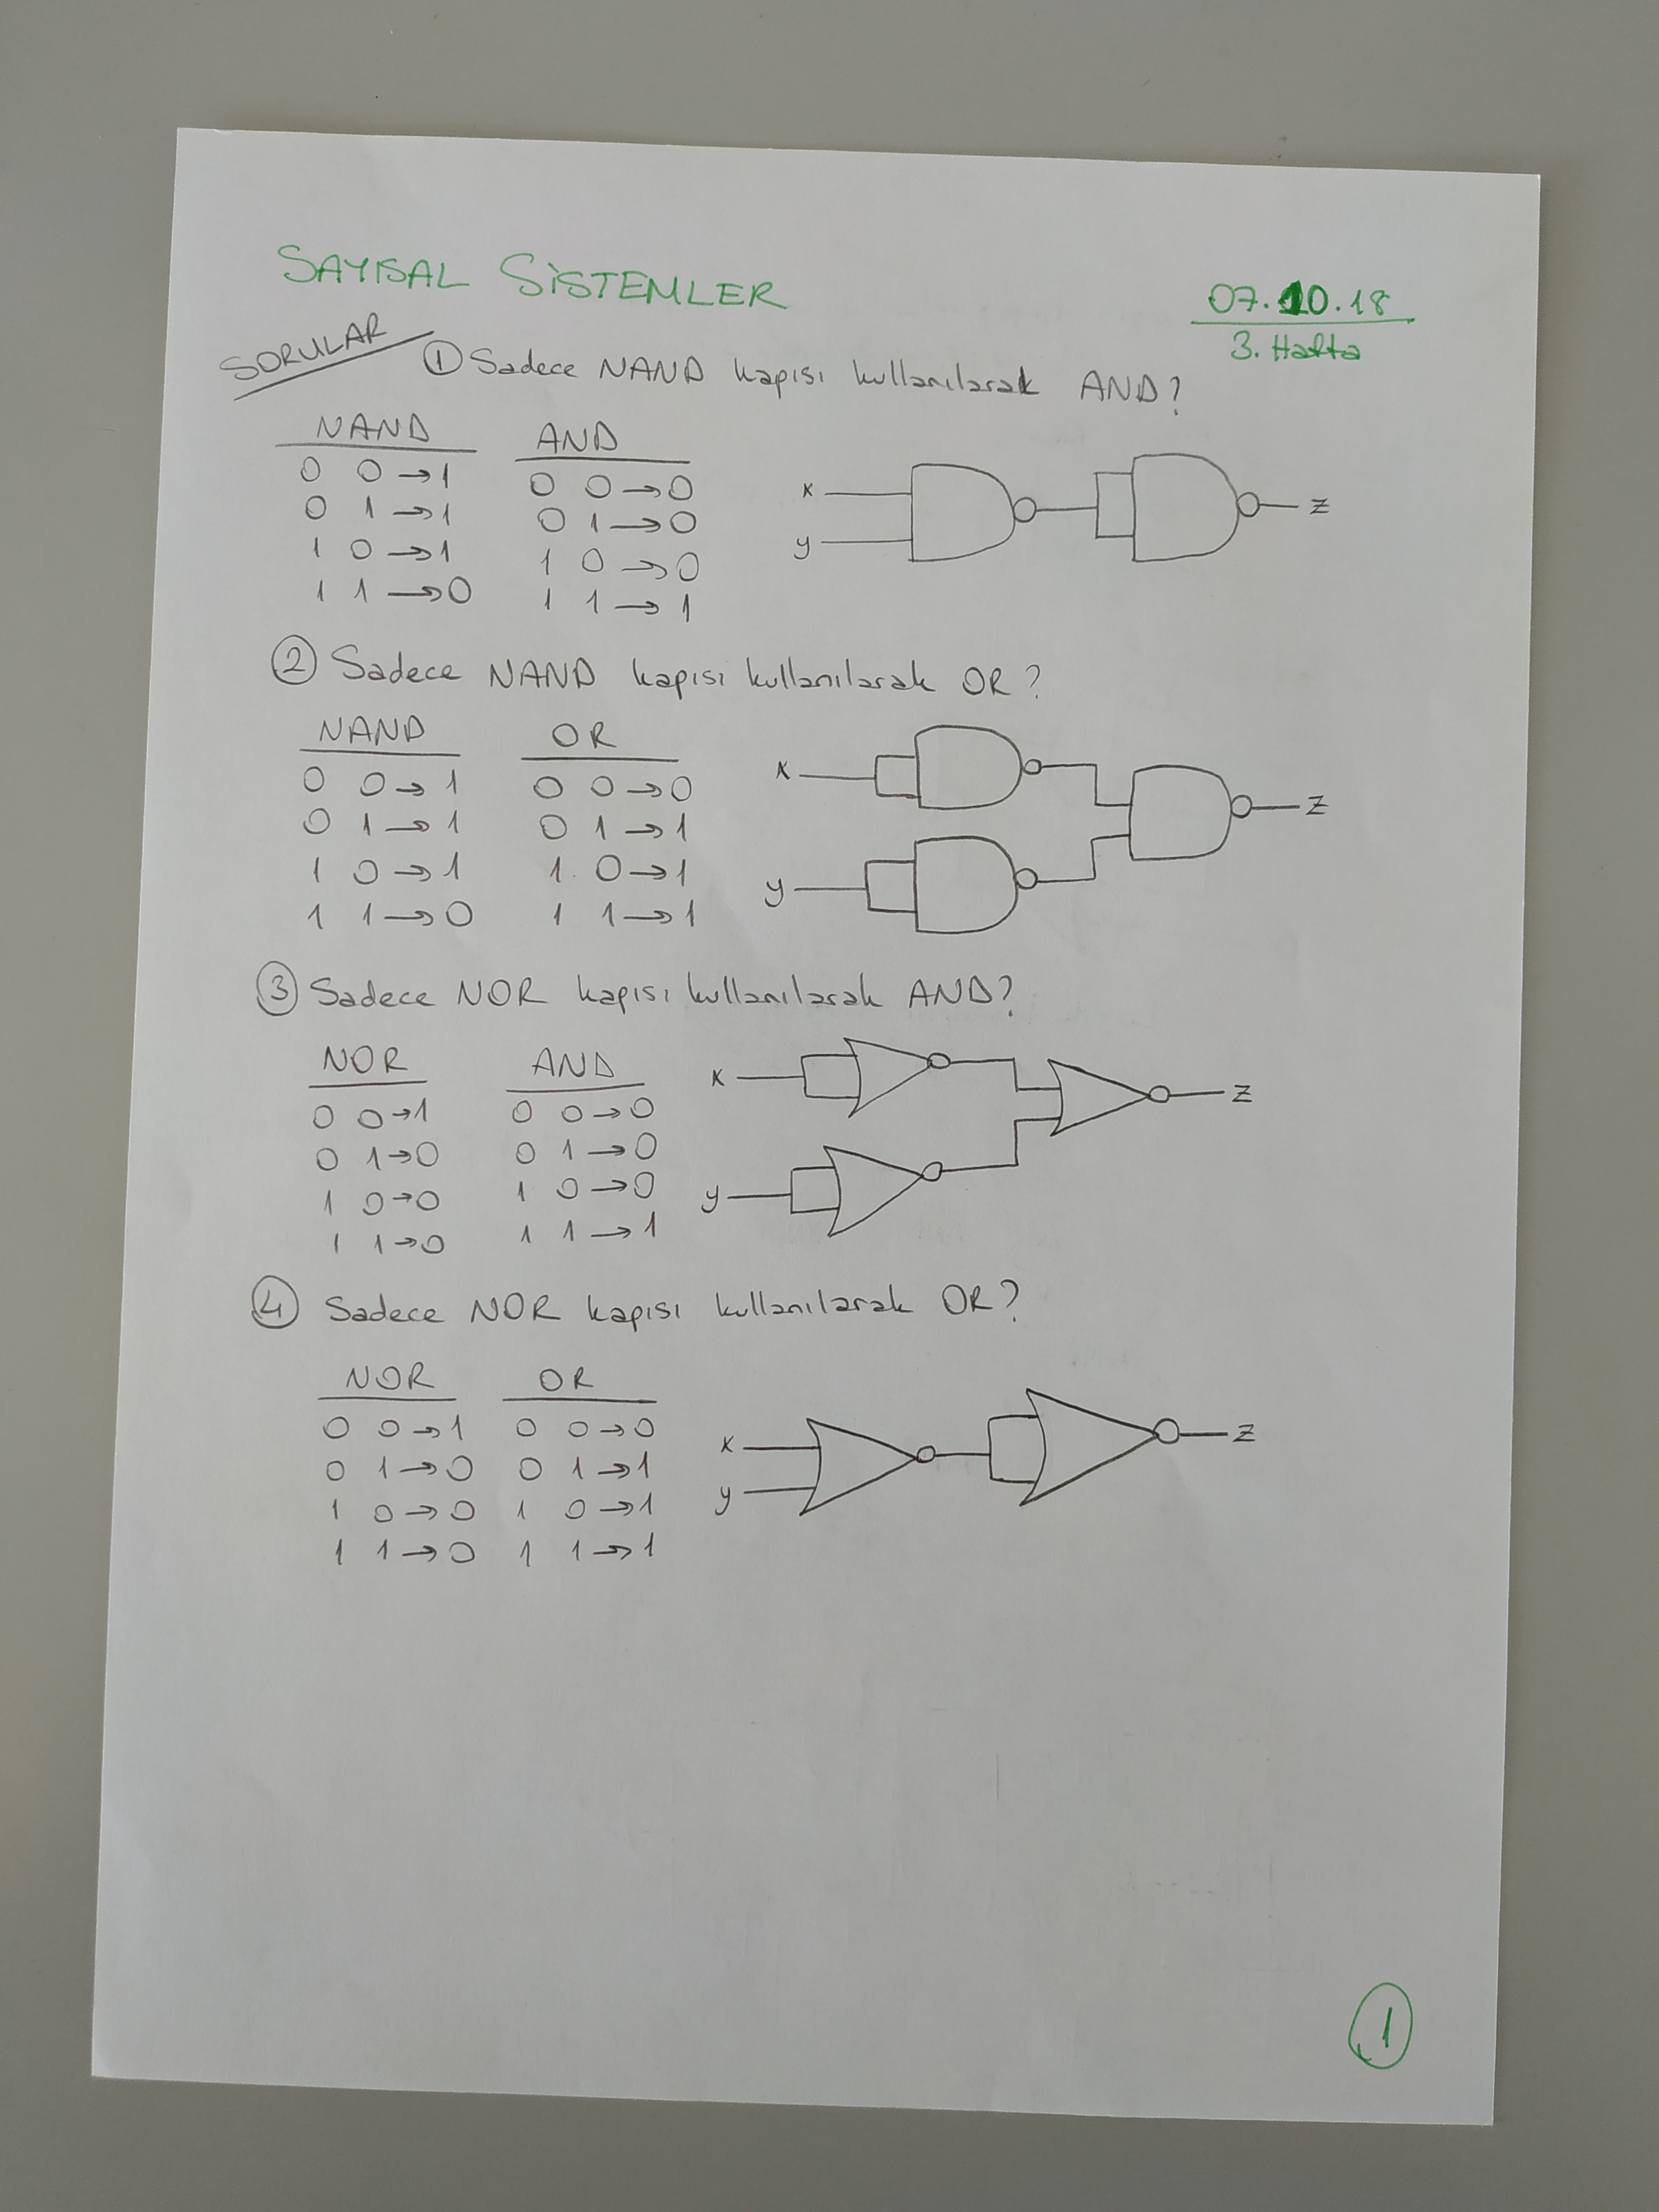 SAYISAL SİSTEMLER
07.10.18
3. Hafta
SORULAR
① Sadece NAND kapısı kullanılarak AND?
NAND AND
0 0→1 0 0→0
0 1→1 0 1→0
1 0→1 1 0→0
1 1→0 1 1→1
x
y
z
② Sadece NAND kapısı kullanılarak OR?
NAND OR
0 0→1 0 0→0
0 1→1 0 1→1
1 0→1 1 0→1
1 1→0 1 1→1
x
y
z
③ Sadece NOR kapısı kullanılarak AND?
NOR AND
0 0→1 0 0→0
0 1→0 0 1→0
1 0→0 1 0→0
1 1→0 1 1→1
x
y
z
④ Sadece NOR kapısı kullanılarak OR?
NOR OR
0 0→1 0 0→0
0 1→0 0 1→1
1 0→0 1 0→1
1 1→0 1 1→1
x
y
z
1